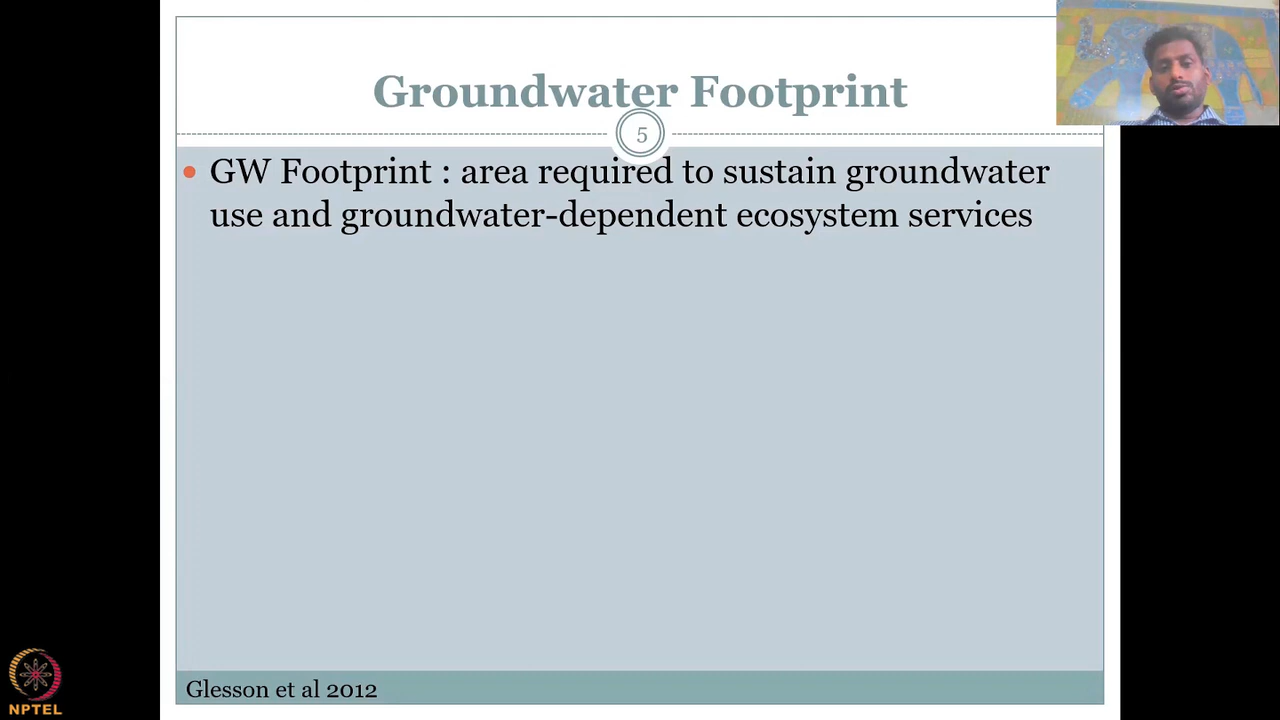 Groundwater Footprint
5
• GW Footprint : area required to sustain groundwater
use and groundwater-dependent ecosystem services
Glesson et al 2012
NPTEL